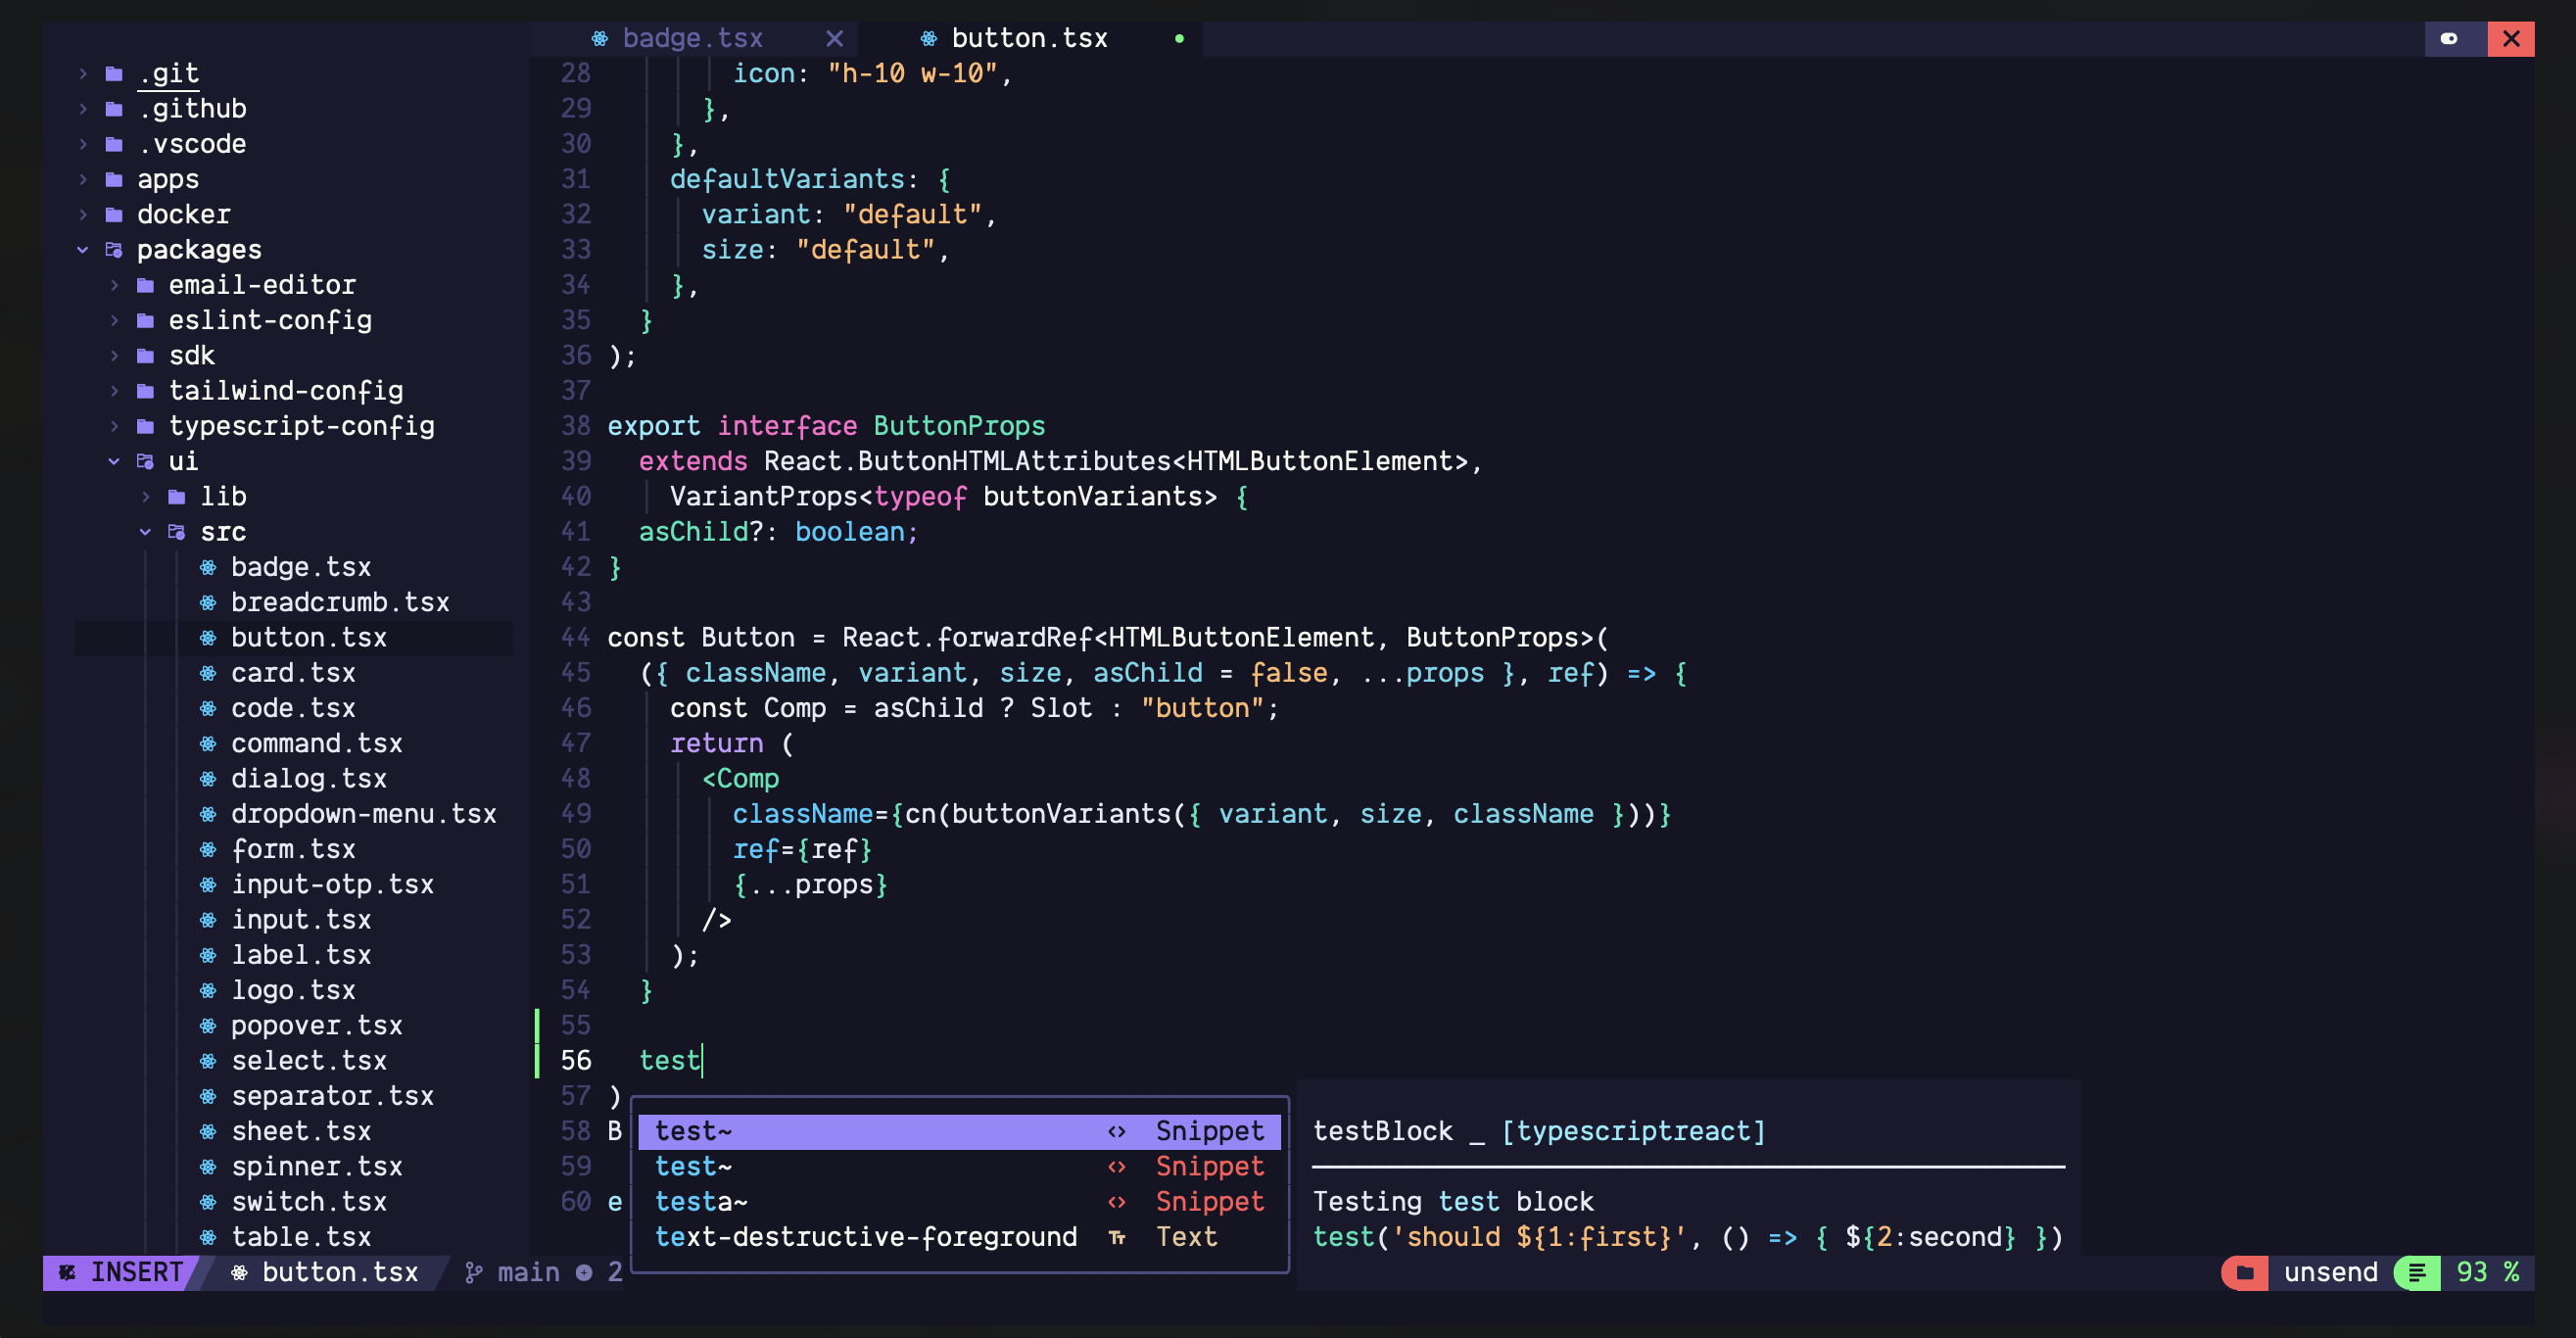 badge.tsx
button.tsx
.git
.github
.vscode
apps
docker
packages
email-editor
eslint-config
sdk
tailwind-config
typescript-config
ui
lib
src
badge.tsx
breadcrumb.tsx
button.tsx
card.tsx
code.tsx
command.tsx
dialog.tsx
dropdown-menu.tsx
form.tsx
input-otp.tsx
input.tsx
label.tsx
logo.tsx
popover.tsx
select.tsx
separator.tsx
sheet.tsx
spinner.tsx
switch.tsx
table.tsx
28         icon: "h-10 w-10",
29       },
30     },
31     defaultVariants: {
32       variant: "default",
33       size: "default",
34     },
35   }
36 );
37
38 export interface ButtonProps
39   extends React.ButtonHTMLAttributes<HTMLButtonElement>,
40     VariantProps<typeof buttonVariants> {
41   asChild?: boolean;
42 }
43
44 const Button = React.forwardRef<HTMLButtonElement, ButtonProps>(
45   ({ className, variant, size, asChild = false, ...props }, ref) => {
46     const Comp = asChild ? Slot : "button";
47     return (
48       <Comp
49         className={cn(buttonVariants({ variant, size, className }))}
50         ref={ref}
51         {...props}
52       />
53     );
54   }
55
56   test
57 )
58 B
59
60 e
test~ <> Snippet
test~ <> Snippet
testa~ <> Snippet
text-destructive-foreground Text
testBlock _ [typescriptreact]
Testing test block
test('should ${1:first}', () => { ${2:second} })
INSERT button.tsx main 2
unsend 93 %